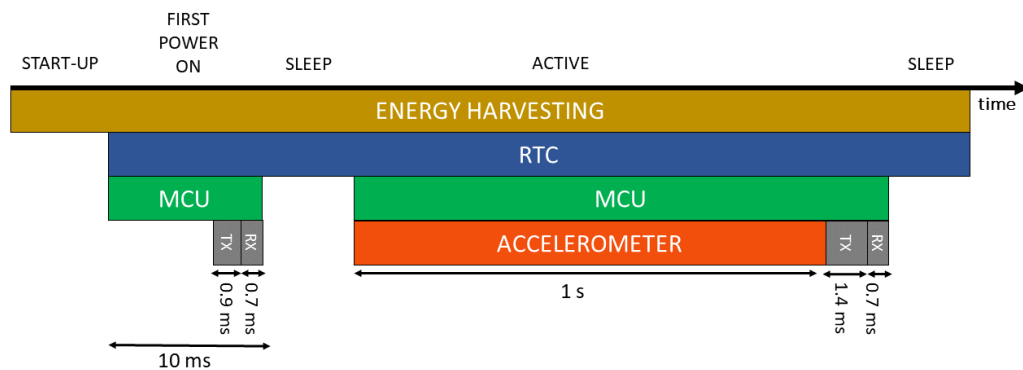 FIRST
POWER
ON
START-UP
SLEEP
ACTIVE
SLEEP
time
ENERGY HARVESTING
RTC
MCU
MCU
TX
RX
ACCELEROMETER
TX
RX
0.9 ms
0.7 ms
1 s
1.4 ms
0.7 ms
10 ms